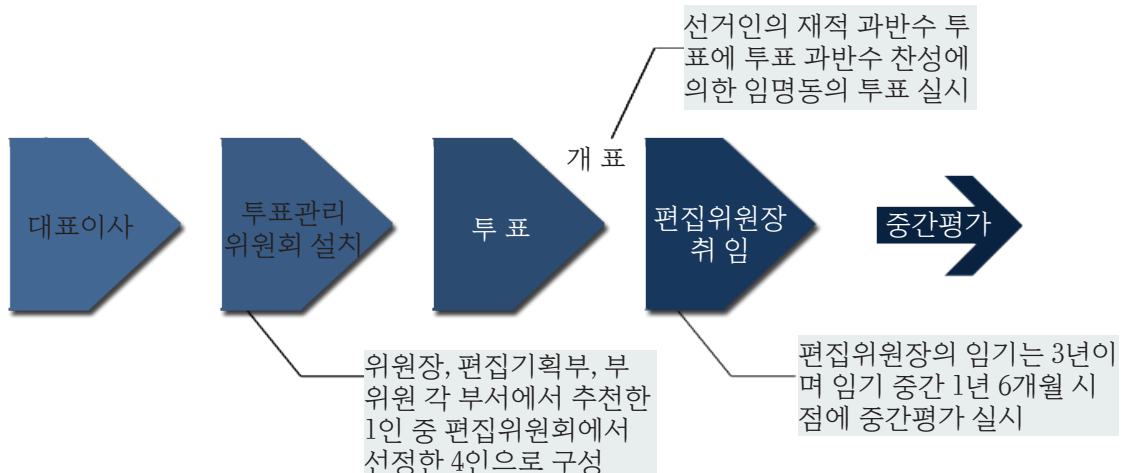 선거인의 재적 과반수 투
표에 투표 과반수 찬성에
의한 임명동의 투표 실시
개 표
대표이사
투표관리
위원회 설치
투 표
편집위원장
취 임
중간평가
위원장, 편집기획부, 부
위원 각 부서에서 추천한
1인 중 편집위원회에서
선정한 4인으로 구성
편집위원장의 임기는 3년이
며 임기 중간 1년 6개월 시
점에 중간평가 실시